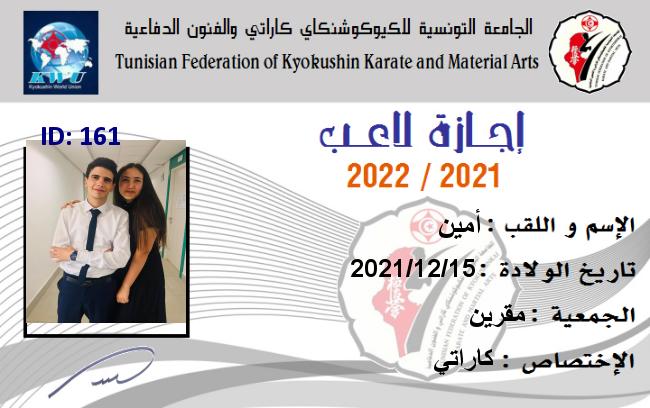 الجامعة التونسية للكيوكوشنكاي كاراتي والفنون الدفاعية
Tunisian Federation of Kyokushin Karate and Material Arts
KWU
Kyokushin World Union
ID: 161
إجازة لاعب
2022 / 2021
الإسم و اللقب : أمين
تاريخ الولادة : 2021/12/15
الجمعية : مقرين
الإختصاص : كاراتي